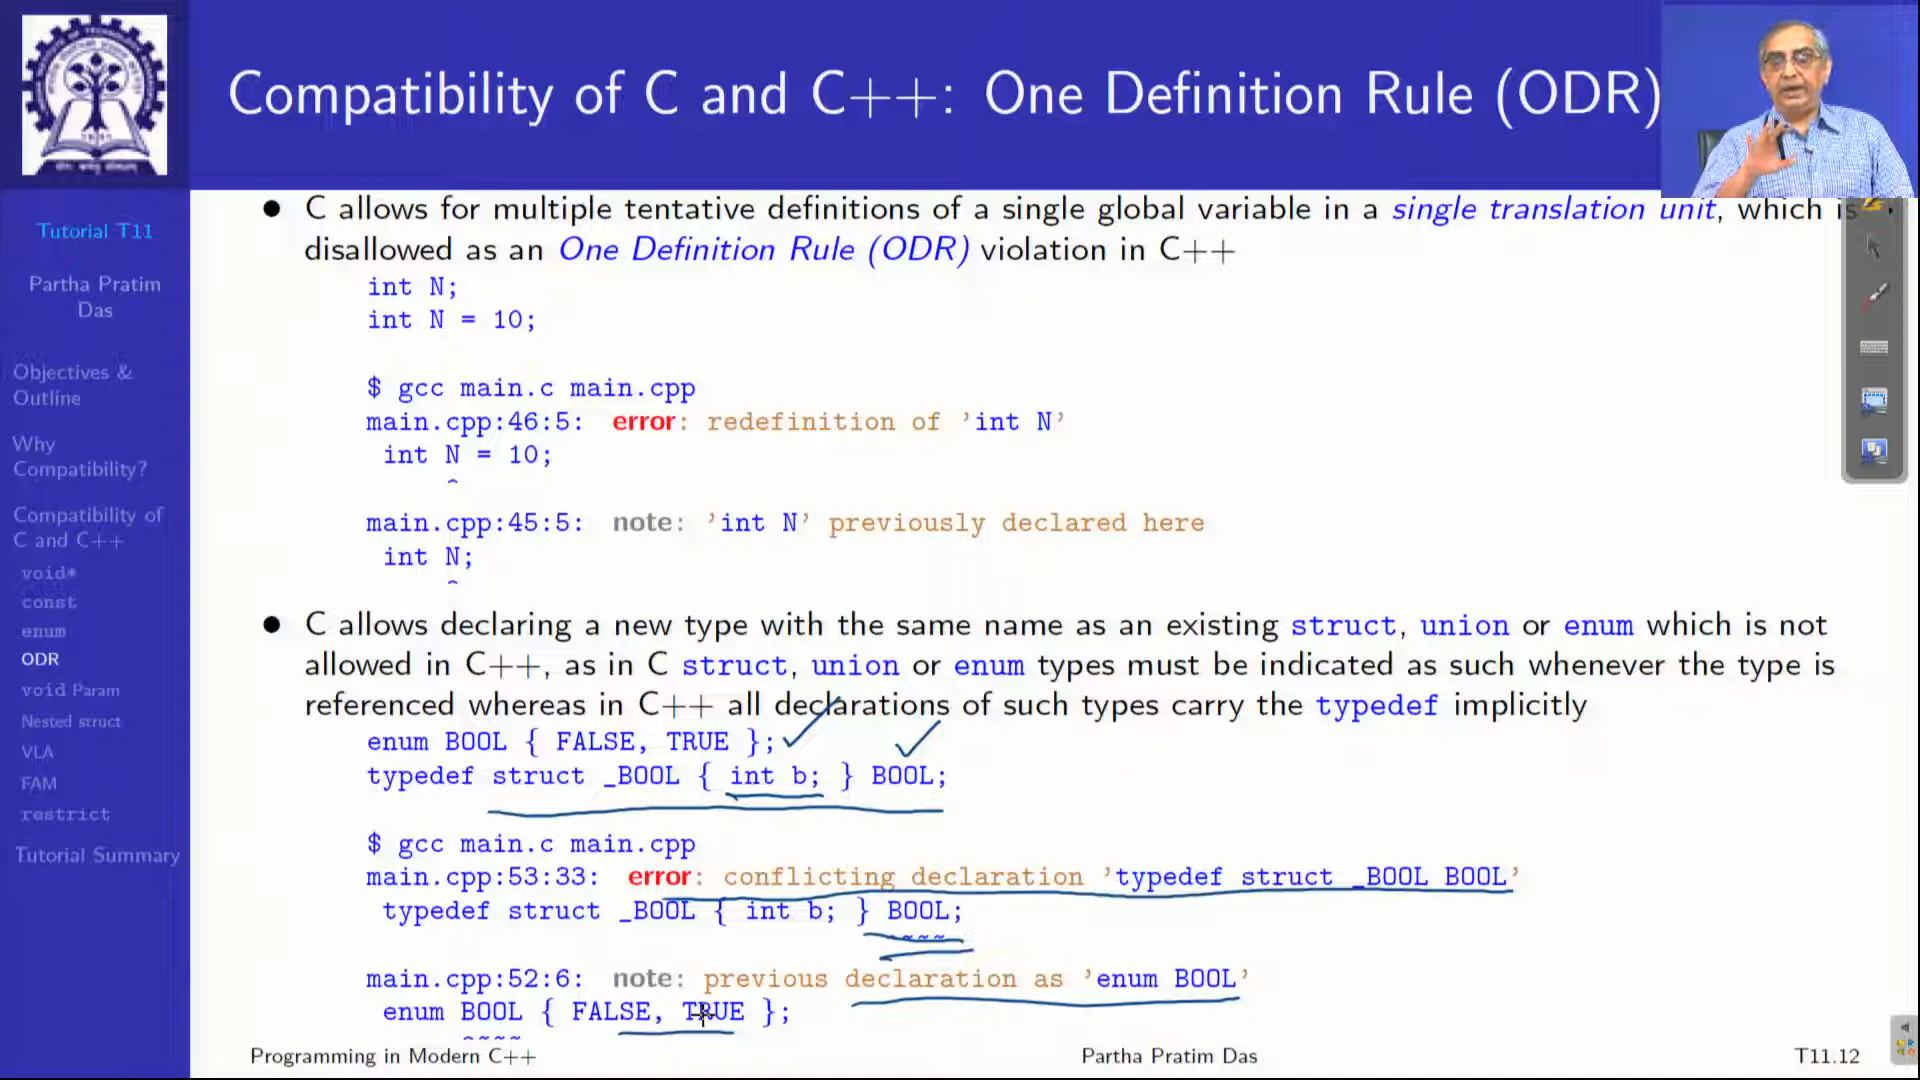 Compatibility of C and C++: One Definition Rule (ODR)
Tutorial T11
Partha Pratim
Das
Objectives &
Outline
Why
Compatibility?
Compatibility of
C and C++
void*
const
enum
ODR
void Param
Nested struct
VLA
FAM
restrict
Tutorial Summary
● C allows for multiple tentative definitions of a single global variable in a single translation unit, which is
disallowed as an One Definition Rule (ODR) violation in C++
int N;
int N = 10;
$ gcc main.c main.cpp
main.cpp:46:5: error: redefinition of 'int N'
int N = 10;
^
main.cpp:45:5: note: 'int N' previously declared here
int N;
^
● C allows declaring a new type with the same name as an existing struct, union or enum which is not
allowed in C++, as in C struct, union or enum types must be indicated as such whenever the type is
referenced whereas in C++ all declarations of such types carry the typedef implicitly
enum BOOL { FALSE, TRUE };
typedef struct _BOOL { int b; } BOOL;
$ gcc main.c main.cpp
main.cpp:53:33: error: conflicting declaration 'typedef struct _BOOL BOOL'
typedef struct _BOOL { int b; } BOOL;
~~~~
main.cpp:52:6: note: previous declaration as 'enum BOOL'
enum BOOL { FALSE, TRUE };
~~~~
Programming in Modern C++
Partha Pratim Das
T11.12